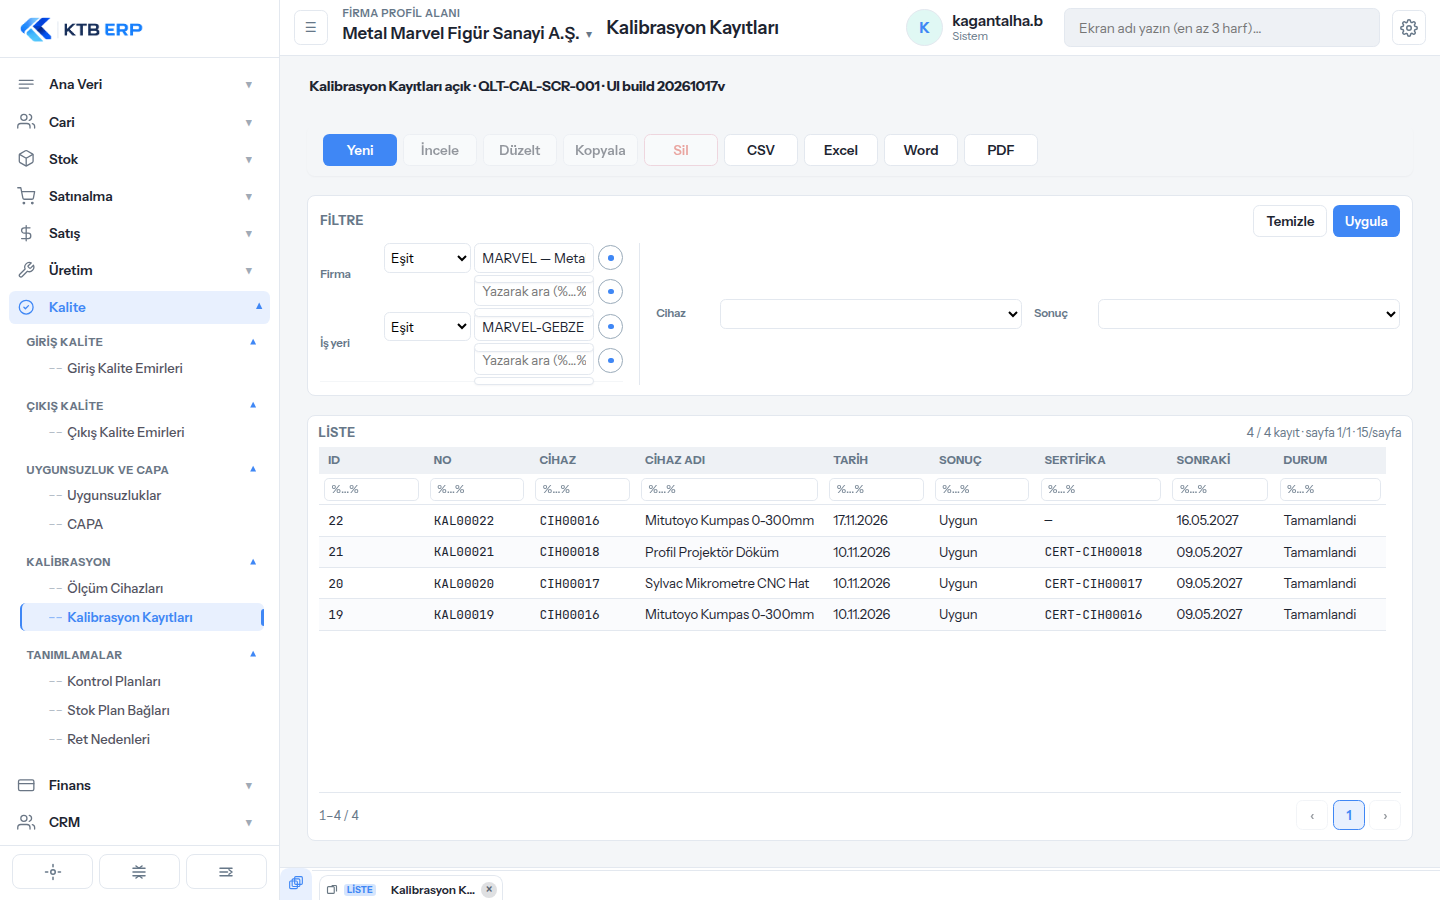 KTB ERP
Ana Veri
Cari
Stok
Satınalma
Satış
Üretim
Kalite
GİRİŞ KALİTE
Giriş Kalite Emirleri
ÇIKIŞ KALİTE
Çıkış Kalite Emirleri
UYGUNSUZLUK VE CAPA
Uygunsuzluklar
CAPA
KALİBRASYON
Ölçüm Cihazları
Kalibrasyon Kayıtları
TANIMLAMALAR
Kontrol Planları
Stok Plan Bağları
Ret Nedenleri
Finans
CRM
FİRMA PROFİL ALANI
Metal Marvel Figür Sanayi A.Ş.
Kalibrasyon Kayıtları
K
kagantalha.b
Sistem
Ekran adı yazın (en az 3 harf)...
Kalibrasyon Kayıtları açık · QLT-CAL-SCR-001 · UI build 20261017v
Yeni İncele Düzelt Kopyala Sil CSV Excel Word PDF
FİLTRE
Temizle Uygula
Firma Eşit MARVEL — Meta
Yazarak ara (%...%
İş yeri Eşit MARVEL-GEBZE
Yazarak ara (%...%
Cihaz
Sonuç
LİSTE
4 / 4 kayıt · sayfa 1/1 · 15/sayfa
ID NO CİHAZ CİHAZ ADI TARİH SONUÇ SERTİFİKA SONRAKİ DURUM
%...% %...% %...% %...% %...% %...% %...% %...% %...%
22 KAL00022 CIH00016 Mitutoyo Kumpas 0-300mm 17.11.2026 Uygun — 16.05.2027 Tamamlandi
21 KAL00021 CIH00018 Profil Projektör Döküm 10.11.2026 Uygun CERT-CIH00018 09.05.2027 Tamamlandi
20 KAL00020 CIH00017 Sylvac Mikrometre CNC Hat 10.11.2026 Uygun CERT-CIH00017 09.05.2027 Tamamlandi
19 KAL00019 CIH00016 Mitutoyo Kumpas 0-300mm 10.11.2026 Uygun CERT-CIH00016 09.05.2027 Tamamlandi
1–4 / 4
‹ 1 ›
LİSTE Kalibrasyon K... ×